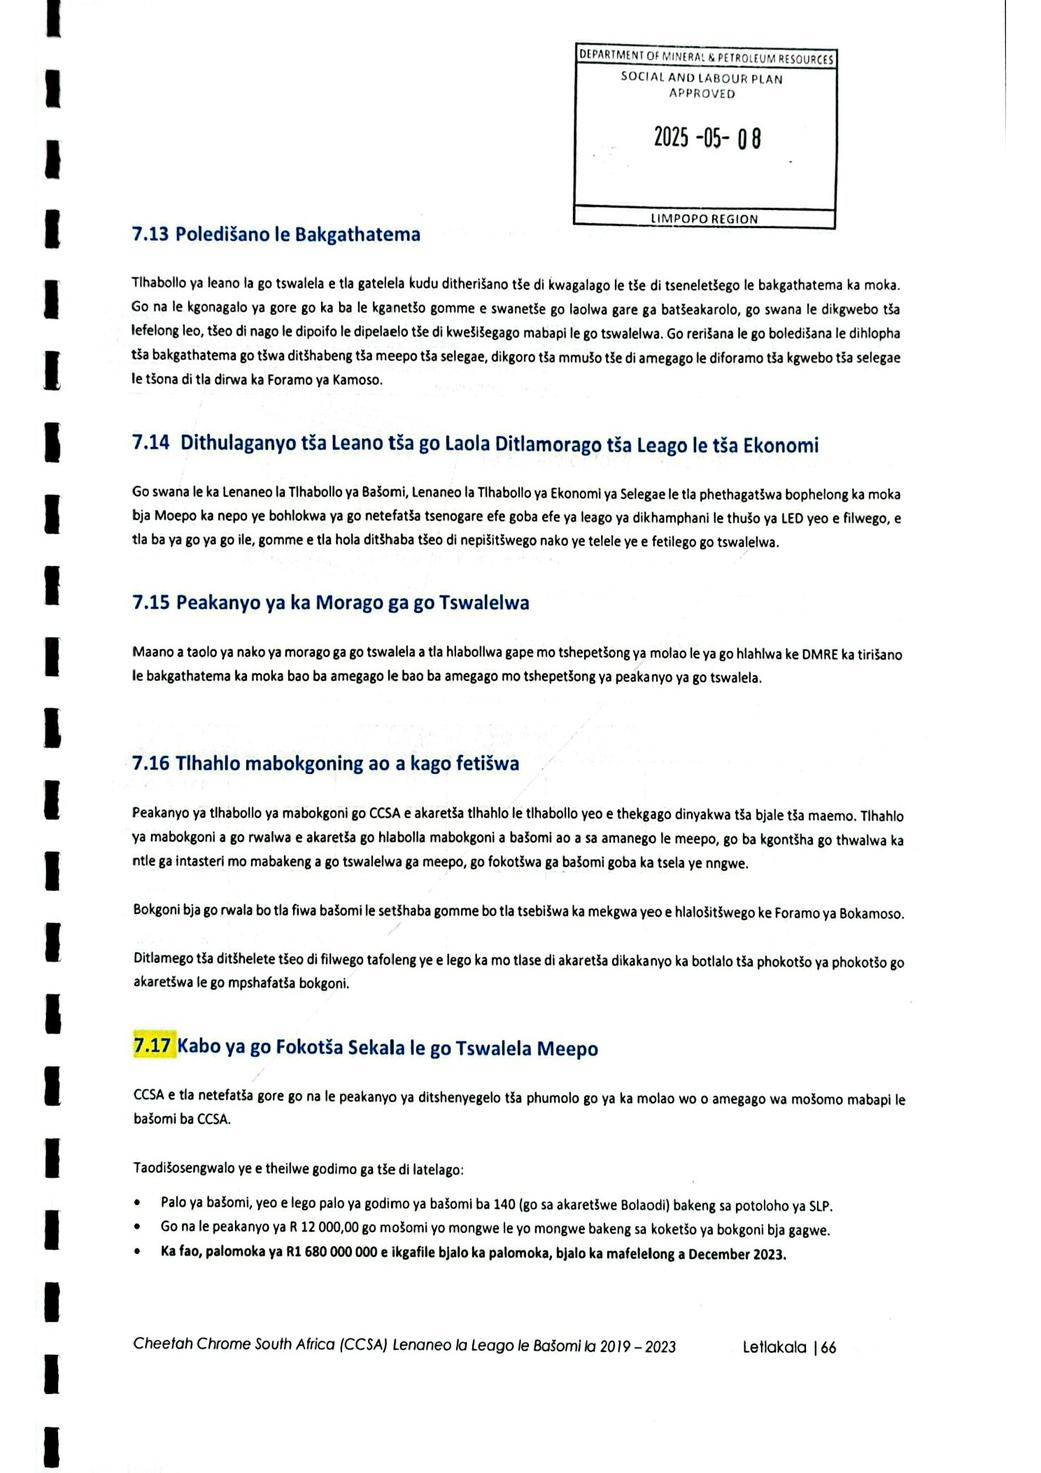 DEPARTMENT OF MINERAL & PETROLEUM RESOURCES
SOCIAL AND LABOUR PLAN
APPROVED
2025 -05- 08
LIMPOPO REGION
7.13 Poledišano le Bakgathatema
Tlhabollo ya leano la go tswalela e tla gatelela kudu ditherišano tše di kwagalago le tše di tseneletšego le bakgathatema ka moka.
Go na le kgonagalo ya gore go ka ba le kganetšo gomme e swanetše go laolwa gare ga batšeakarolo, go swana le dikgwebo tša
lefelong leo, tšeo di nago le dipoifo le dipelaelo tše di kwešišegago mabapi le go tswalelwa. Go rerišana le go boledišana le dihlopha
tša bakgathatema go tšwa ditšhabeng tša meepo tša selegae, dikgoro tša mmušo tše di amegago le diforamo tša kgwebo tša selegae
le tšona di tla dirwa ka Foramo ya Kamoso.
7.14 Dithulaganyo tša Leano tša go Laola Ditlamorago tša Leago le tša Ekonomi
Go swana le ka Lenaneo la Tlhabollo ya Bašomi, Lenaneo la Tlhabollo ya Ekonomi ya Selegae le tla phethagatšwa bophelong ka moka
bja Moepo ka nepo ye bohlokwa ya go netefatša tsenogare efe goba efe ya leago ya dikhamphani le thušo ya LED yeo e filwego, e
tla ba ya go ya go ile, gomme e tla hola ditšhaba tšeo di nepišitšwego nako ye telele ye e fetilego go tswalelwa.
7.15 Peakanyo ya ka Morago ga go Tswalelwa
Maano a taolo ya nako ya morago ga go tswalela a tla hlabollwa gape mo tshepetšong ya molao le ya go hlahlwa ke DMRE ka tirišano
le bakgathatema ka moka bao ba amegago le bao ba amegago mo tshepetšong ya peakanyo ya go tswalela.
7.16 Tlhahlo mabokgoning ao a kago fetišwa
Peakanyo ya tlhabollo ya mabokgoni go CCSA e akaretša tlhahlo le tlhabollo yeo e thekgago dinyakwa tša bjale tša maemo. Tlhahlo
ya mabokgoni a go rwalwa e akaretša go hlabolla mabokgoni a bašomi ao a sa amanego le meepo, go ba kgontšha go thwalwa ka
ntle ga intasteri mo mabakeng a go tswalelwa ga meepo, go fokotšwa ga bašomi goba ka tsela ye nngwe.
Bokgoni bja go rwala bo tla fiwa bašomi le setšhaba gomme bo tla tsebišwa ka mekgwa yeo e hlalošitšwego ke Foramo ya Bokamoso.
Ditlamego tša ditšhelete tšeo di filwego tafoleng ye e lego ka mo tlase di akaretša dikakanyo ka botlalo tša phokotšo ya phokotšo go
akaretšwa le go mpshafatša bokgoni.
7.17 Kabo ya go Fokotša Sekala le go Tswalela Meepo
CCSA e tla netefatša gore go na le peakanyo ya ditshenyegelo tša phumolo go ya ka molao wo o amegago wa mošomo mabapi le
bašomi ba CCSA.
Taodišosengwalo ye e theilwe godimo ga tše di latelago:
• Palo ya bašomi, yeo e lego palo ya godimo ya bašomi ba 140 (go sa akaretšwe Bolaodi) bakeng sa potoloho ya SLP.
• Go na le peakanyo ya R 12 000,00 go mošomi yo mongwe le yo mongwe bakeng sa koketšo ya bokgoni bja gagwe.
• Ka fao, palomoka ya R1 680 000 000 e ikgafile bjalo ka palomoka, bjalo ka mafelelong a December 2023.
Cheetah Chrome South Africa (CCSA) Lenaneo la Leago le Bašomi la 2019 – 2023 Letlakala | 66